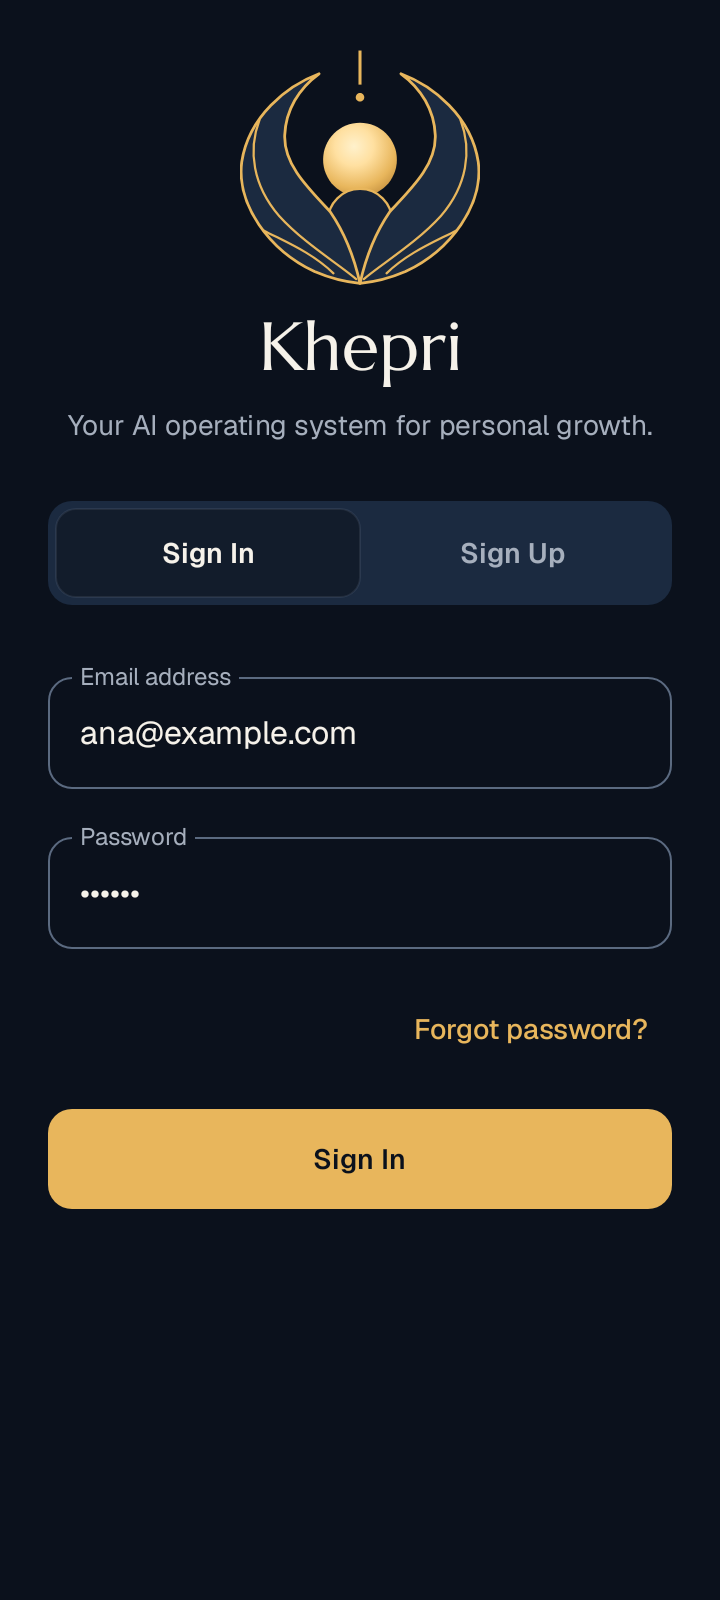 Khepri
Your AI operating system for personal growth.
Sign In
Sign Up
Email address
ana@example.com
Password
••••••
Forgot password?
Sign In